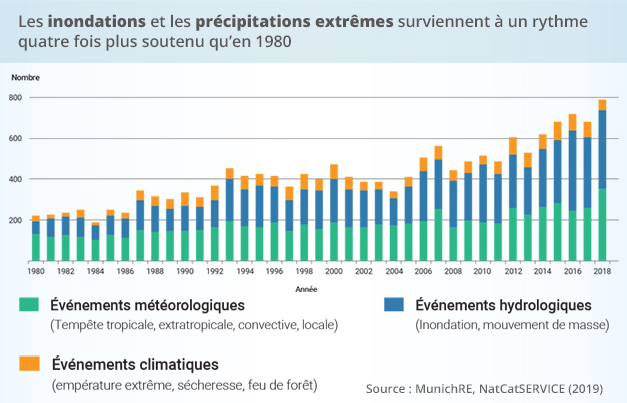 Les inondations et les précipitations extrêmes surviennent à un rythme
quatre fois plus soutenu qu’en 1980
Nombre
800
600
400
200
1980 1982 1984 1986 1988 1990 1992 1994 1996 1998 2000 2002 2004 2006 2008 2010 2012 2014 2016 2018
Année
Événements météorologiques
(Tempête tropicale, extratropicale, convective, locale)
Événements hydrologiques
(Inondation, mouvement de masse)
Événements climatiques
(empérature extrême, sécheresse, feu de forêt)
Source : MunichRE, NatCatSERVICE (2019)